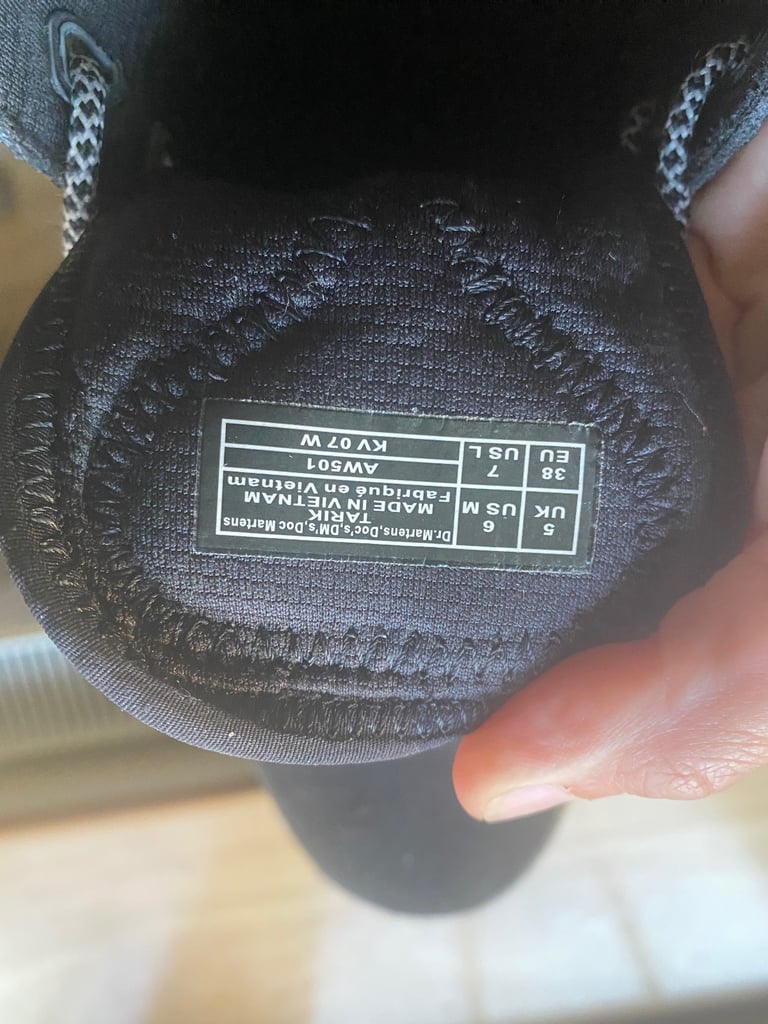 Dr.Martens,Doc's,DM's,Doc Martens
TARIK
MADE IN VIETNAM
Fabriqué en Vietnam
AW501
KV 07 W
6
US M
5
UK
7
US L
38
EU